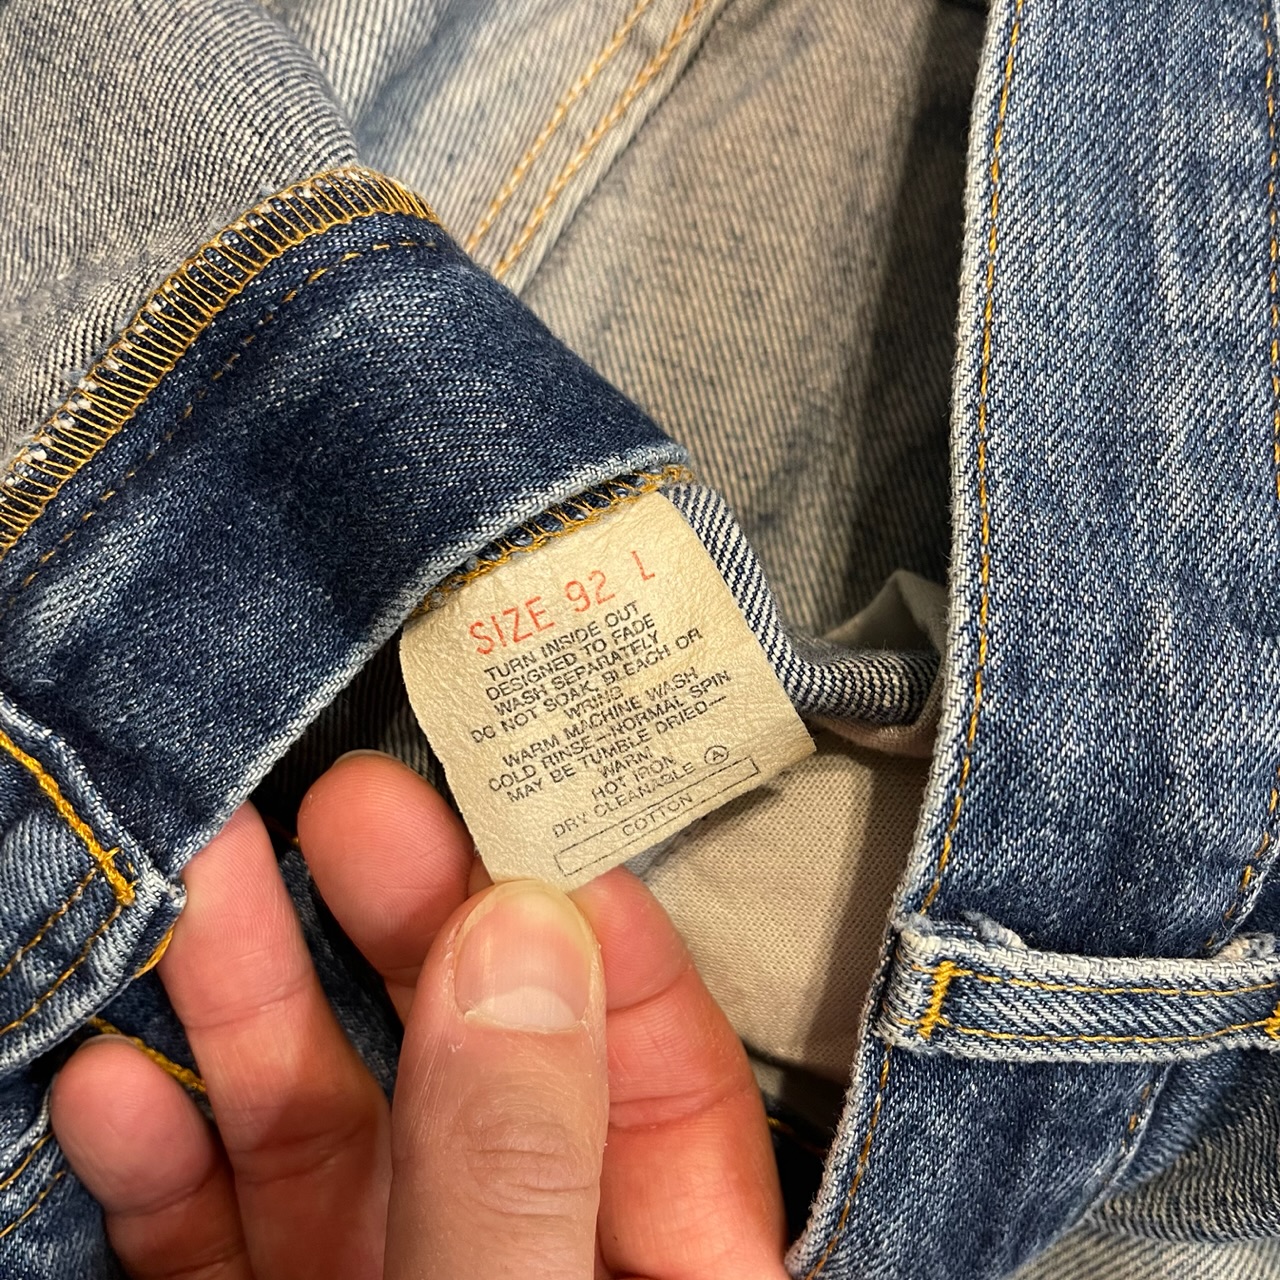 SIZE 92 L
TURN INSIDE OUT
DESIGNED TO FADE
WASH SEPARATELY
DO NOT SOAK, BLEACH OR
WRING
WARM MACHINE WASH
COLD RINSE—NORMAL SPIN
MAY BE TUMBLE DRIED—
WARM
HOT IRON
DRY CLEANABLE Ⓐ
COTTON